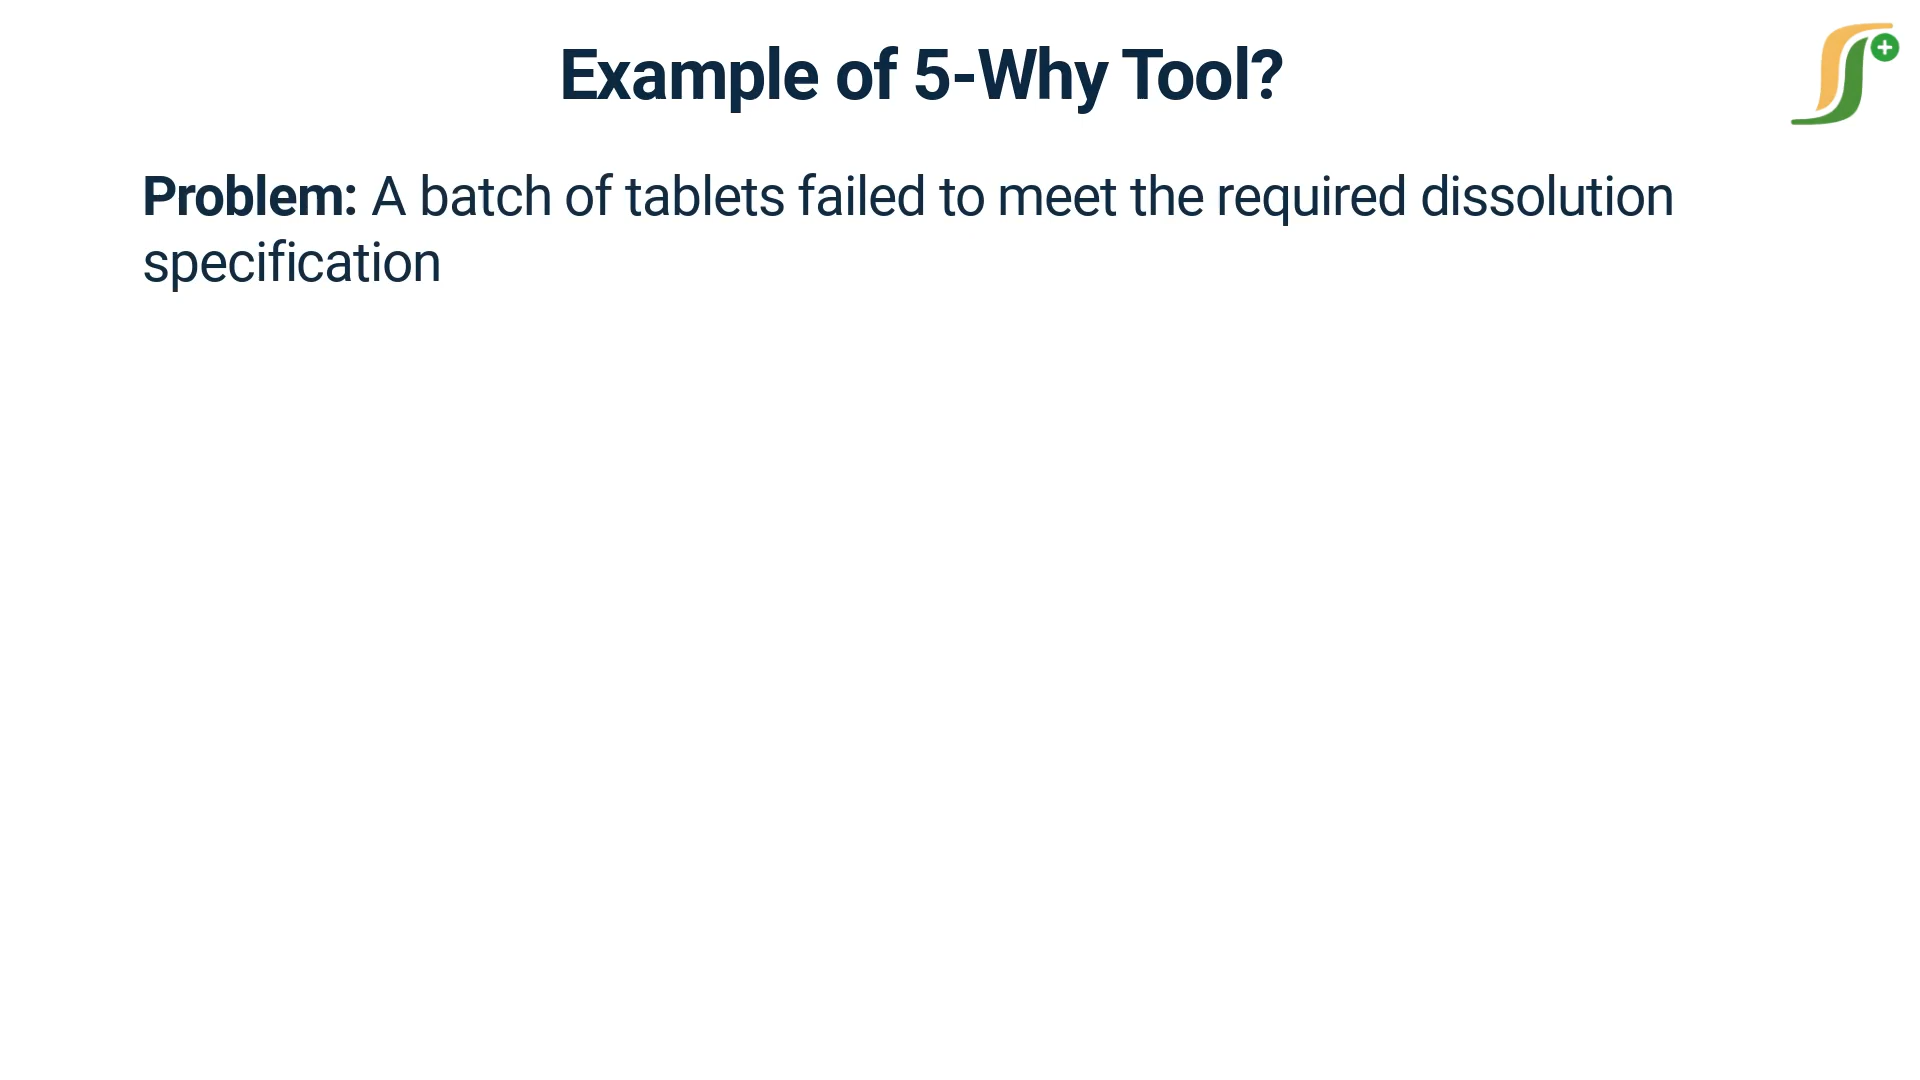 Example of 5-Why Tool?
Problem: A batch of tablets failed to meet the required dissolution
specification